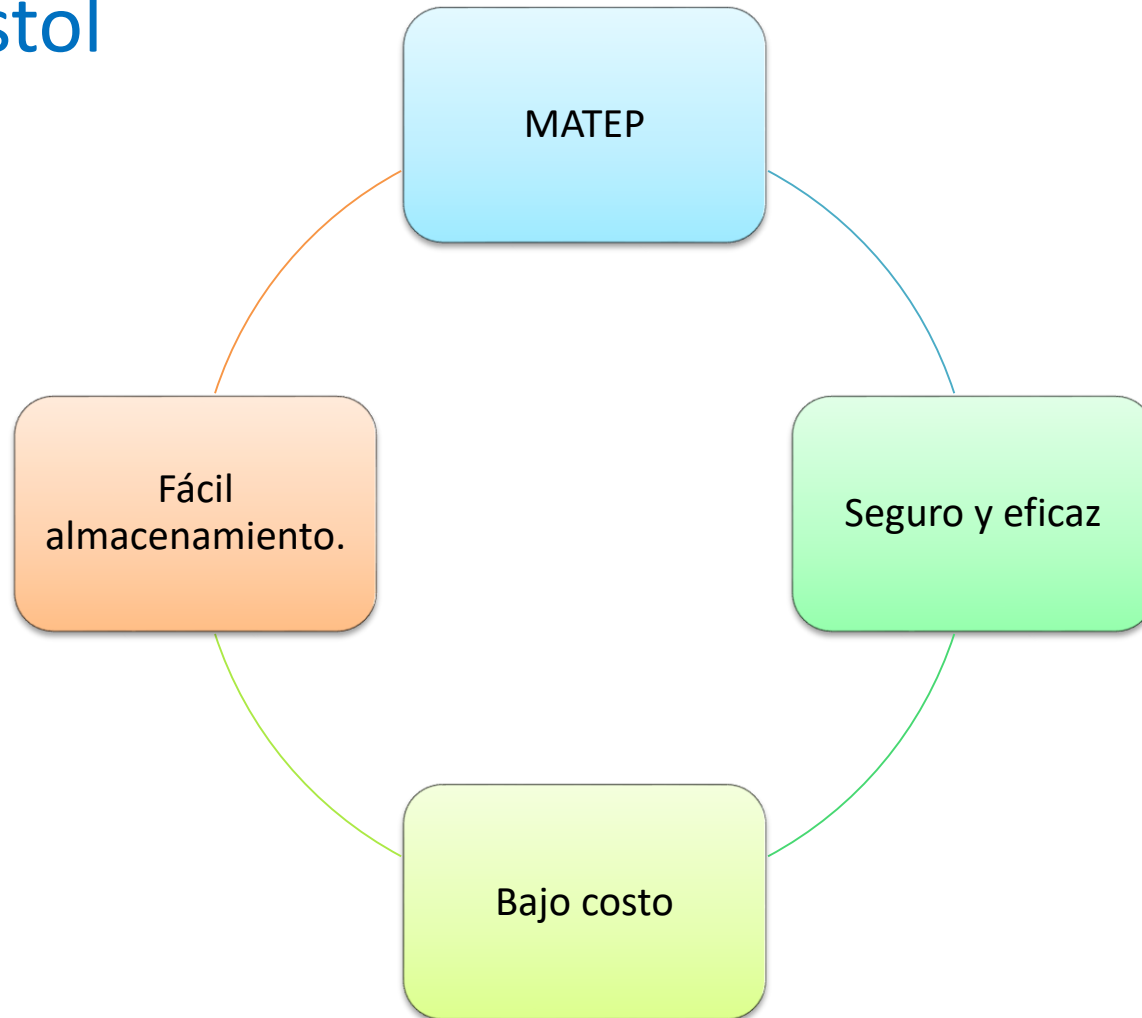 stol
MATEP
Fácil
almacenamiento.
Seguro y eficaz
Bajo costo